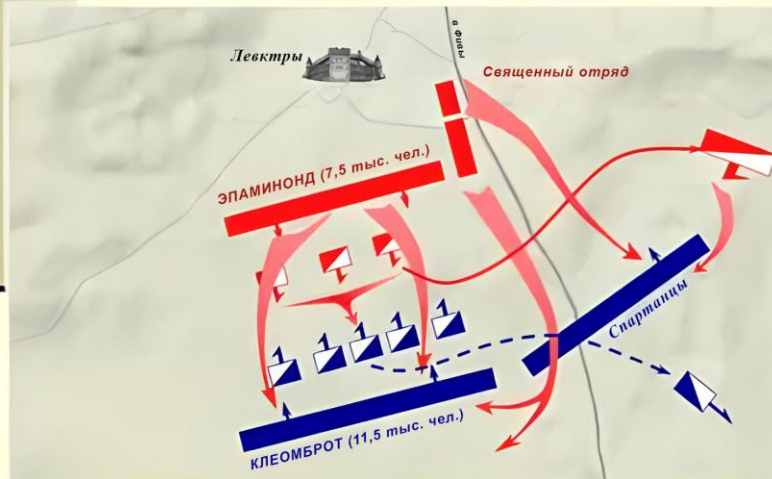 Левктры
в Фивы
Священный отряд
ЭПАМИНОНД (7,5 тыс. чел.)
Спартанцы
КЛЕОМБРОТ (11,5 тыс. чел.)